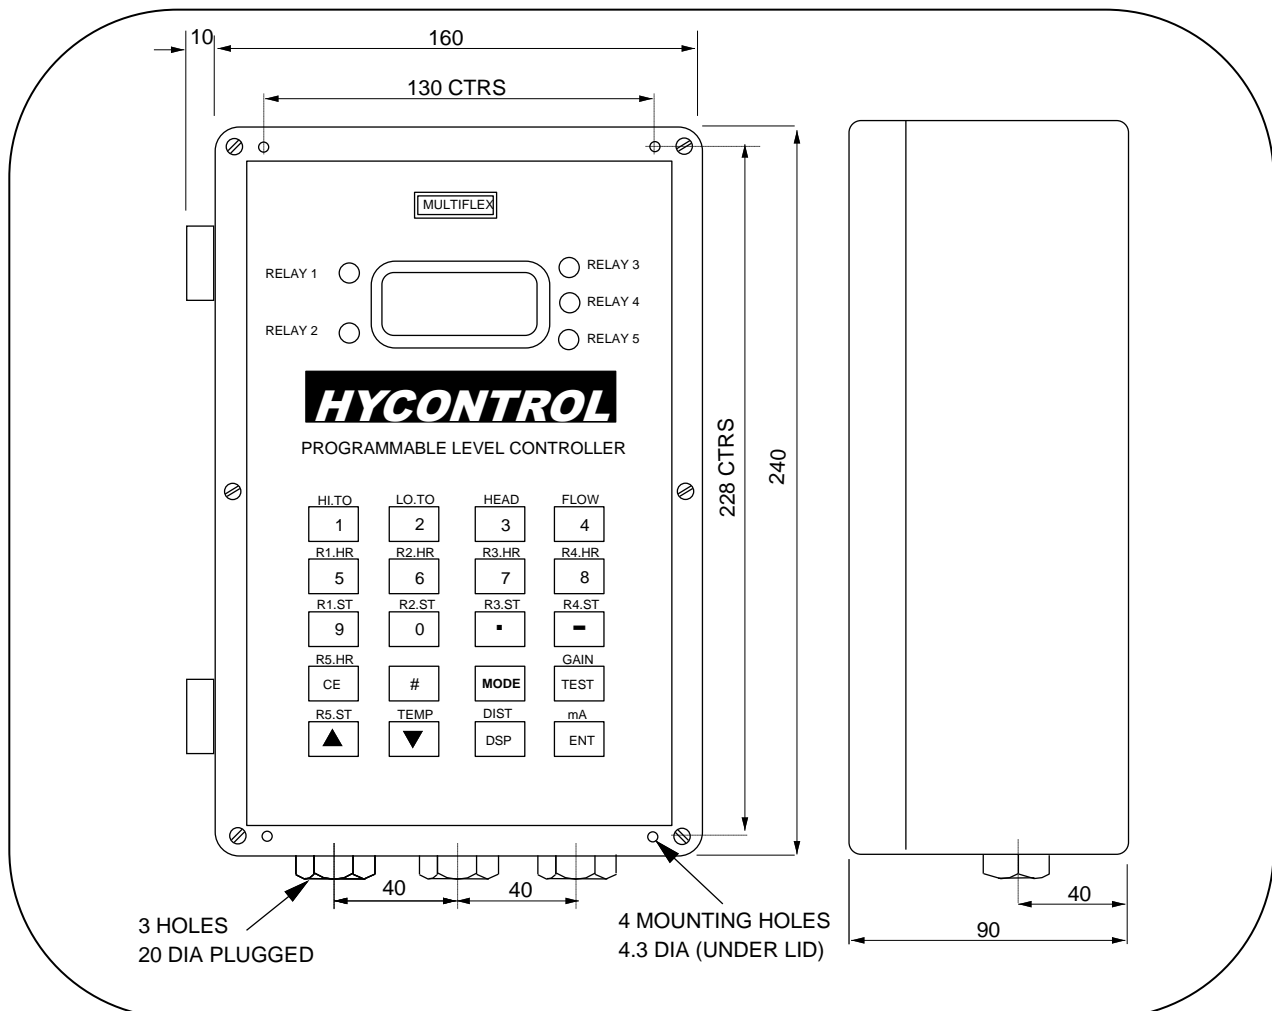 10
160
130 CTRS
MULTIFLEX
RELAY 1
RELAY 3
RELAY 4
RELAY 2
RELAY 5
HYCONTROL
PROGRAMMABLE LEVEL CONTROLLER
228 CTRS
240
HI.TO LO.TO HEAD FLOW
1 2 3 4
R1.HR R2.HR R3.HR R4.HR
5 6 7 8
R1.ST R2.ST R3.ST R4.ST
9 0 . -
R5.HR GAIN
CE # MODE TEST
R5.ST TEMP DIST mA
▲ ▼ DSP ENT
40 40
3 HOLES
20 DIA PLUGGED
4 MOUNTING HOLES
4.3 DIA (UNDER LID)
40
90